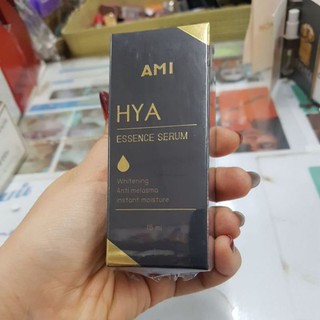 AMI
HYA
ESSENCE SERUM
Whitening
Anti melasma
Instant moisture